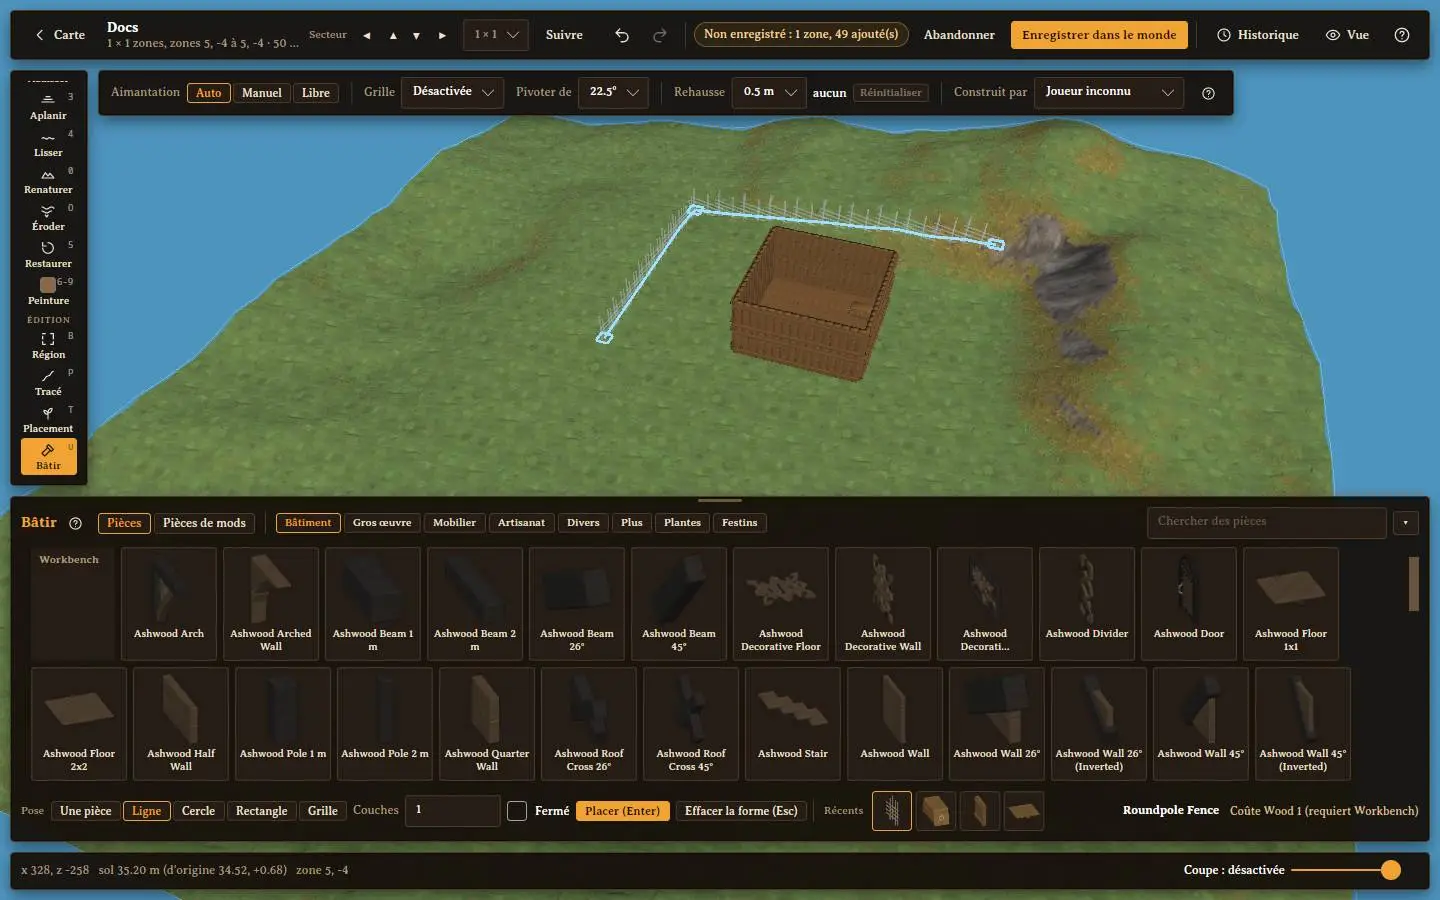 Carte
Docs
1 × 1 zones, zones 5, -4 à 5, -4 · 50 ...
Secteur
1 × 1
Suivre
Non enregistré : 1 zone, 49 ajouté(s)
Abandonner
Enregistrer dans le monde
Historique
Vue
Aimantation
Auto
Manuel
Libre
Grille
Désactivée
Pivoter de
22.5°
Rehausse
0.5 m
aucun
Réinitialiser
Construit par
Joueur inconnu
3
Aplanir
4
Lisser
0
Renaturer
O
Éroder
5
Restaurer
6-9
Peinture
ÉDITION
B
Région
P
Tracé
T
Placement
U
Bâtir
Bâtir
Pièces
Pièces de mods
Bâtiment
Gros œuvre
Mobilier
Artisanat
Divers
Plus
Plantes
Festins
Chercher des pièces
Workbench
Ashwood Arch
Ashwood Arched Wall
Ashwood Beam 1 m
Ashwood Beam 2 m
Ashwood Beam 26°
Ashwood Beam 45°
Ashwood Decorative Floor
Ashwood Decorative Wall
Ashwood Decorati...
Ashwood Divider
Ashwood Door
Ashwood Floor 1x1
Ashwood Floor 2x2
Ashwood Half Wall
Ashwood Pole 1 m
Ashwood Pole 2 m
Ashwood Quarter Wall
Ashwood Roof Cross 26°
Ashwood Roof Cross 45°
Ashwood Stair
Ashwood Wall
Ashwood Wall 26°
Ashwood Wall 26° (Inverted)
Ashwood Wall 45°
Ashwood Wall 45° (Inverted)
Pose
Une pièce
Ligne
Cercle
Rectangle
Grille
Couches
1
Fermé
Placer (Enter)
Effacer la forme (Esc)
Récents
Roundpole Fence
Coûte Wood 1 (requiert Workbench)
x 328, z -258 sol 35.20 m (d'origine 34.52, +0.68) zone 5, -4
Coupe : désactivée